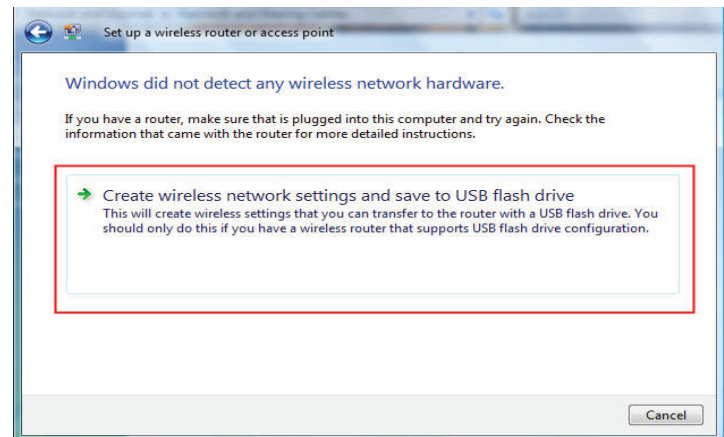 Set up a wireless router or access point
Windows did not detect any wireless network hardware.
If you have a router, make sure that is plugged into this computer and try again. Check the
information that came with the router for more detailed instructions.
Create wireless network settings and save to USB flash drive
This will create wireless settings that you can transfer to the router with a USB flash drive. You
should only do this if you have a wireless router that supports USB flash drive configuration.
Cancel